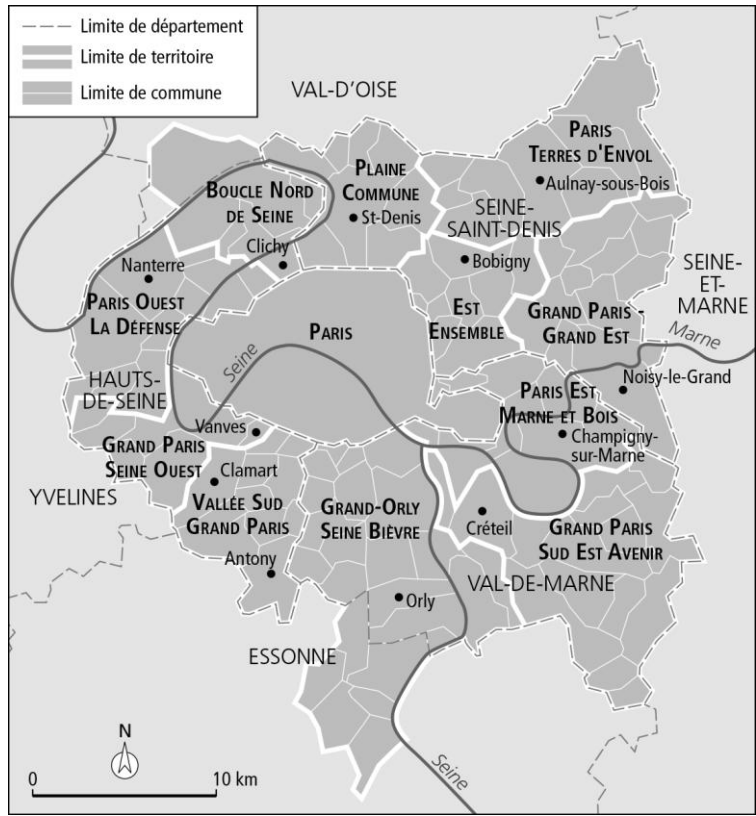 Limite de département
Limite de territoire
Limite de commune
VAL-D'OISE
PARIS
TERRES D'ENVOL
Aulnay-sous-Bois
PLAINE
COMMUNE
St-Denis
BOUCLE NORD
DE SEINE
Clichy
SEINE-
SAINT-DENIS
Bobigny
Nanterre
PARIS OUEST
LA DÉFENSE
SEINE-
ET-
MARNE
EST
ENSEMBLE
GRAND PARIS -
GRAND EST
Marne
PARIS
Seine
HAUTS-
DE-SEINE
Noisy-le-Grand
PARIS EST
MARNE ET BOIS
Champigny-
sur-Marne
Vanves
GRAND PARIS
SEINE OUEST
Clamart
YVELINES
VALLÉE SUD
GRAND PARIS
Antony
GRAND-ORLY
SEINE BIÈVRE
Créteil
GRAND PARIS
SUD EST AVENIR
VAL-DE-MARNE
Orly
ESSONNE
Seine
N
0 10 km